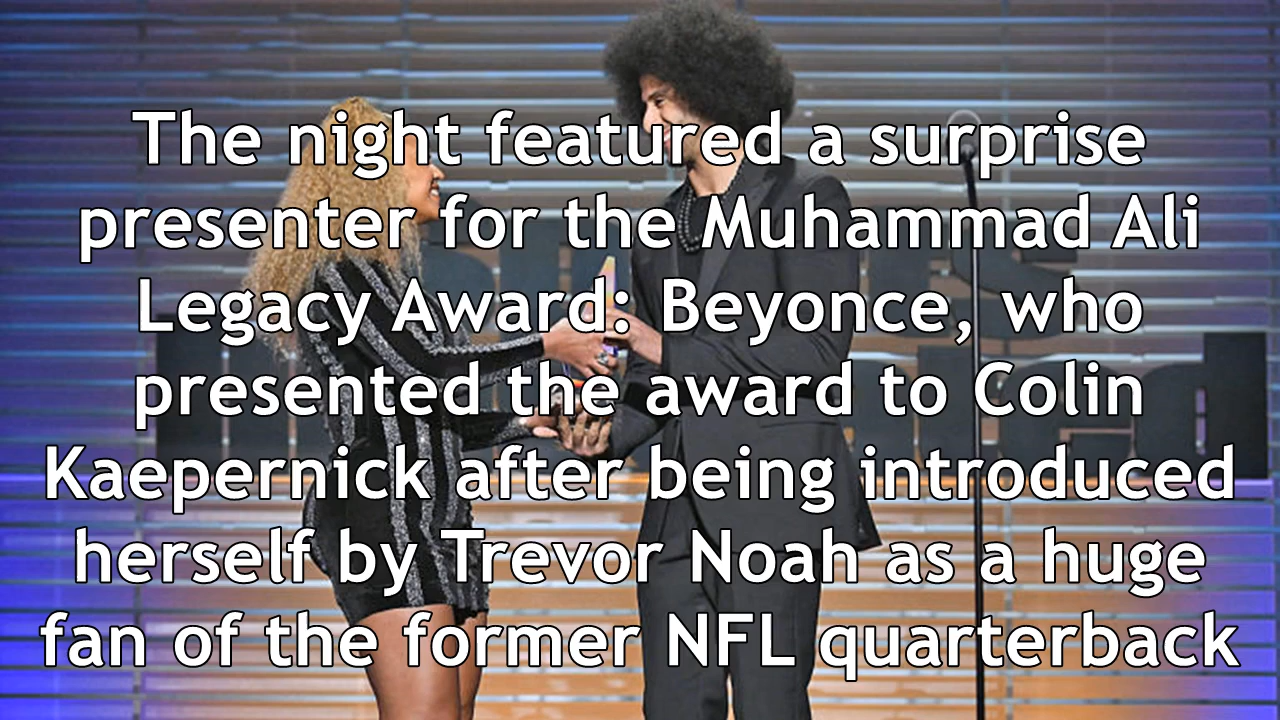 The night featured a surprise
presenter for the Muhammad Ali
Legacy Award: Beyonce, who
presented the award to Colin
Kaepernick after being introduced
herself by Trevor Noah as a huge
fan of the former NFL quarterback